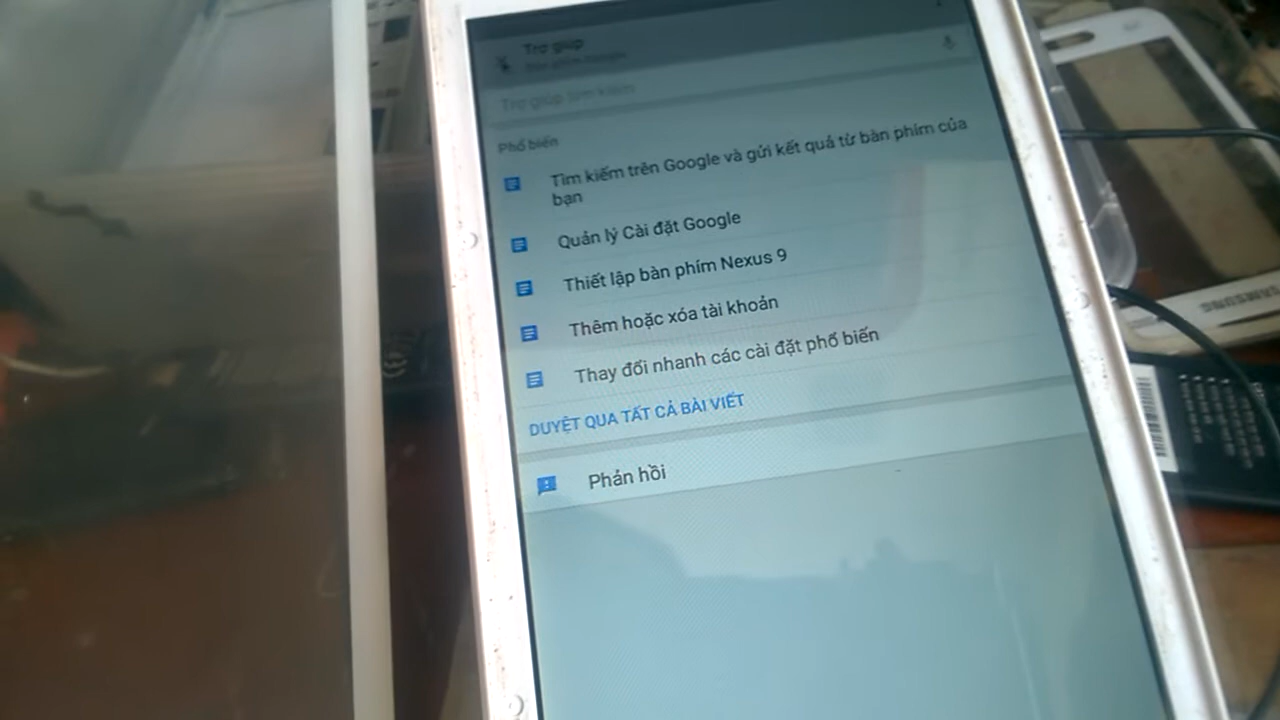 Trợ giúp
Trợ giúp tìm kiếm
Phổ biến
Tìm kiếm trên Google và gửi kết quả từ bàn phím của
bạn
Quản lý Cài đặt Google
Thiết lập bàn phím Nexus 9
Thêm hoặc xóa tài khoản
Thay đổi nhanh các cài đặt phổ biến
DUYỆT QUA TẤT CẢ BÀI VIẾT
Phản hồi
SAMSUNG